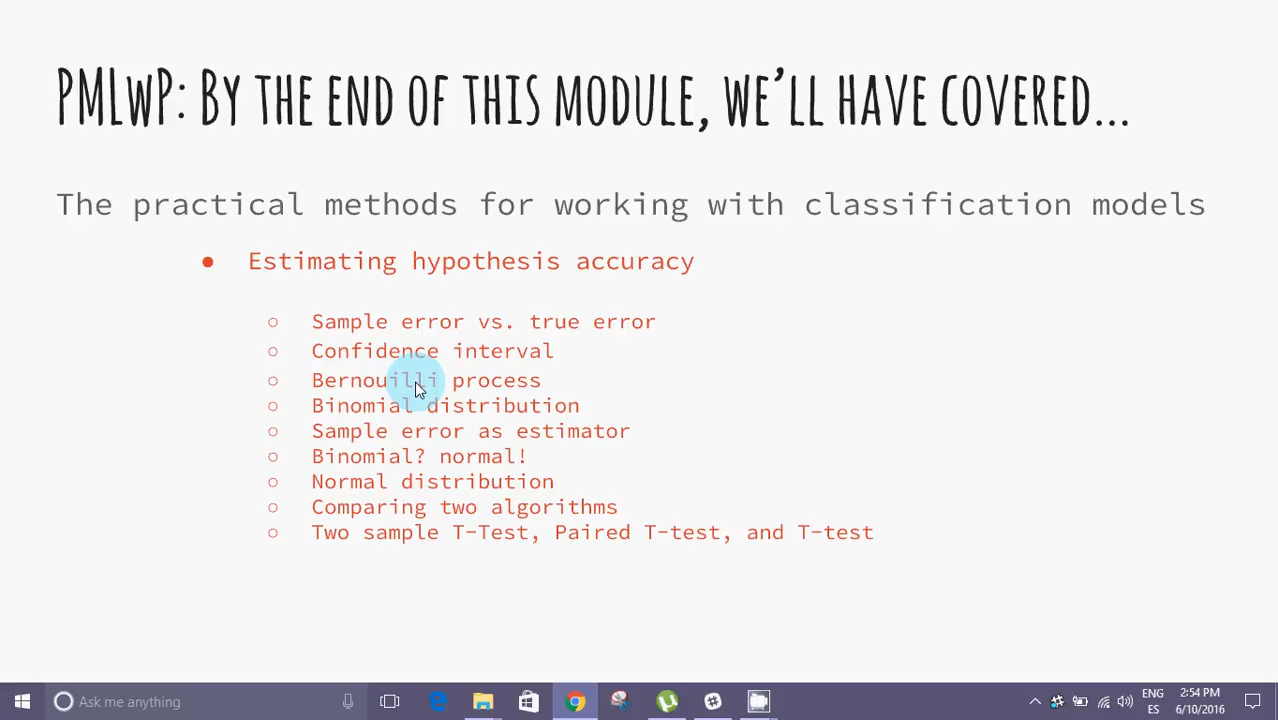 PMLwP: By the end of this module, we'll have covered...
The practical methods for working with classification models
● Estimating hypothesis accuracy
○ Sample error vs. true error
○ Confidence interval
○ Bernouilli process
○ Binomial distribution
○ Sample error as estimator
○ Binomial? normal!
○ Normal distribution
○ Comparing two algorithms
○ Two sample T-Test, Paired T-test, and T-test
Ask me anything
ENG
ES
2:54 PM
6/10/2016